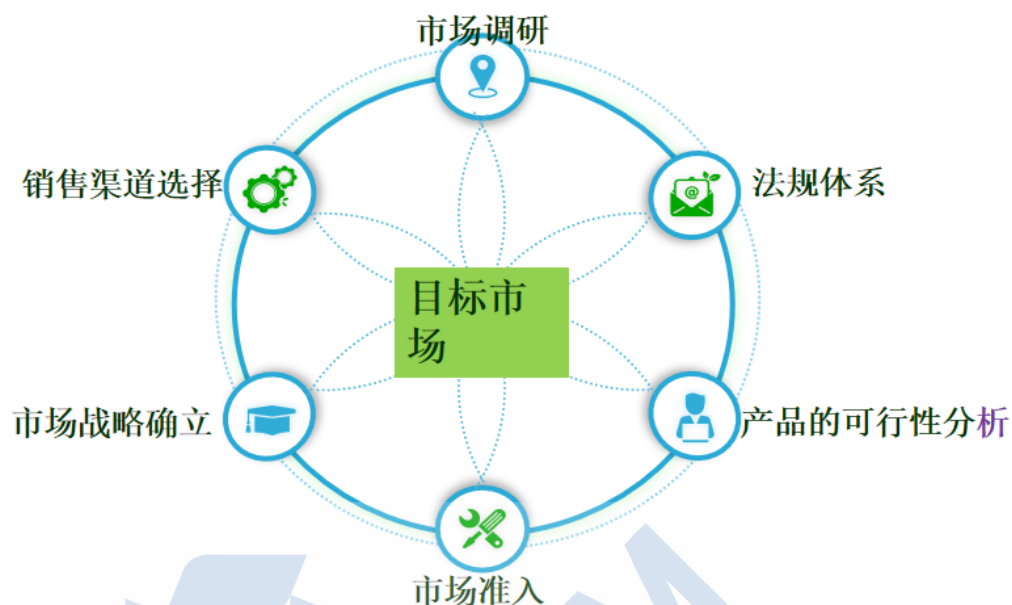 市场调研
销售渠道选择
法规体系
目标市
场
市场战略确立
产品的可行性分析
市场准入
@